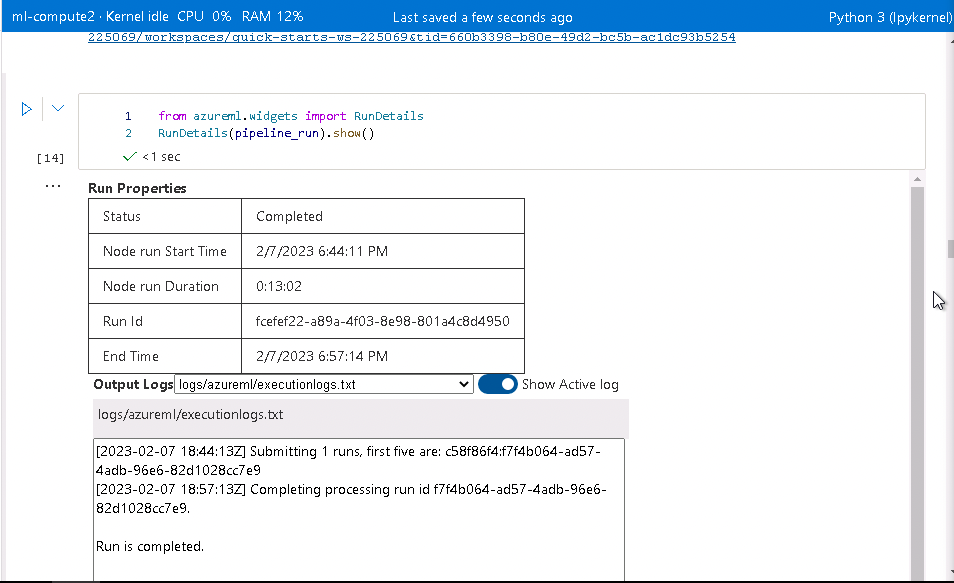 ml-compute2 · Kernel idle CPU 0% RAM 12% Last saved a few seconds ago Python 3 (Ipykernel)
225069/workspaces/quick-starts-ws-225069&tid=660b3398-b80e-49d2-bc5b-ac1dc93b5254
1 from azureml.widgets import RunDetails
2 RunDetails(pipeline_run).show()
[14] <1 sec
...
Run Properties
Status Completed
Node run Start Time 2/7/2023 6:44:11 PM
Node run Duration 0:13:02
Run Id fcefef22-a89a-4f03-8e98-801a4c8d4950
End Time 2/7/2023 6:57:14 PM
Output Logs logs/azureml/executionlogs.txt Show Active log
logs/azureml/executionlogs.txt
[2023-02-07 18:44:13Z] Submitting 1 runs, first five are: c58f86f4:f7f4b064-ad57-
4adb-96e6-82d1028cc7e9
[2023-02-07 18:57:13Z] Completing processing run id f7f4b064-ad57-4adb-96e6-
82d1028cc7e9.
Run is completed.